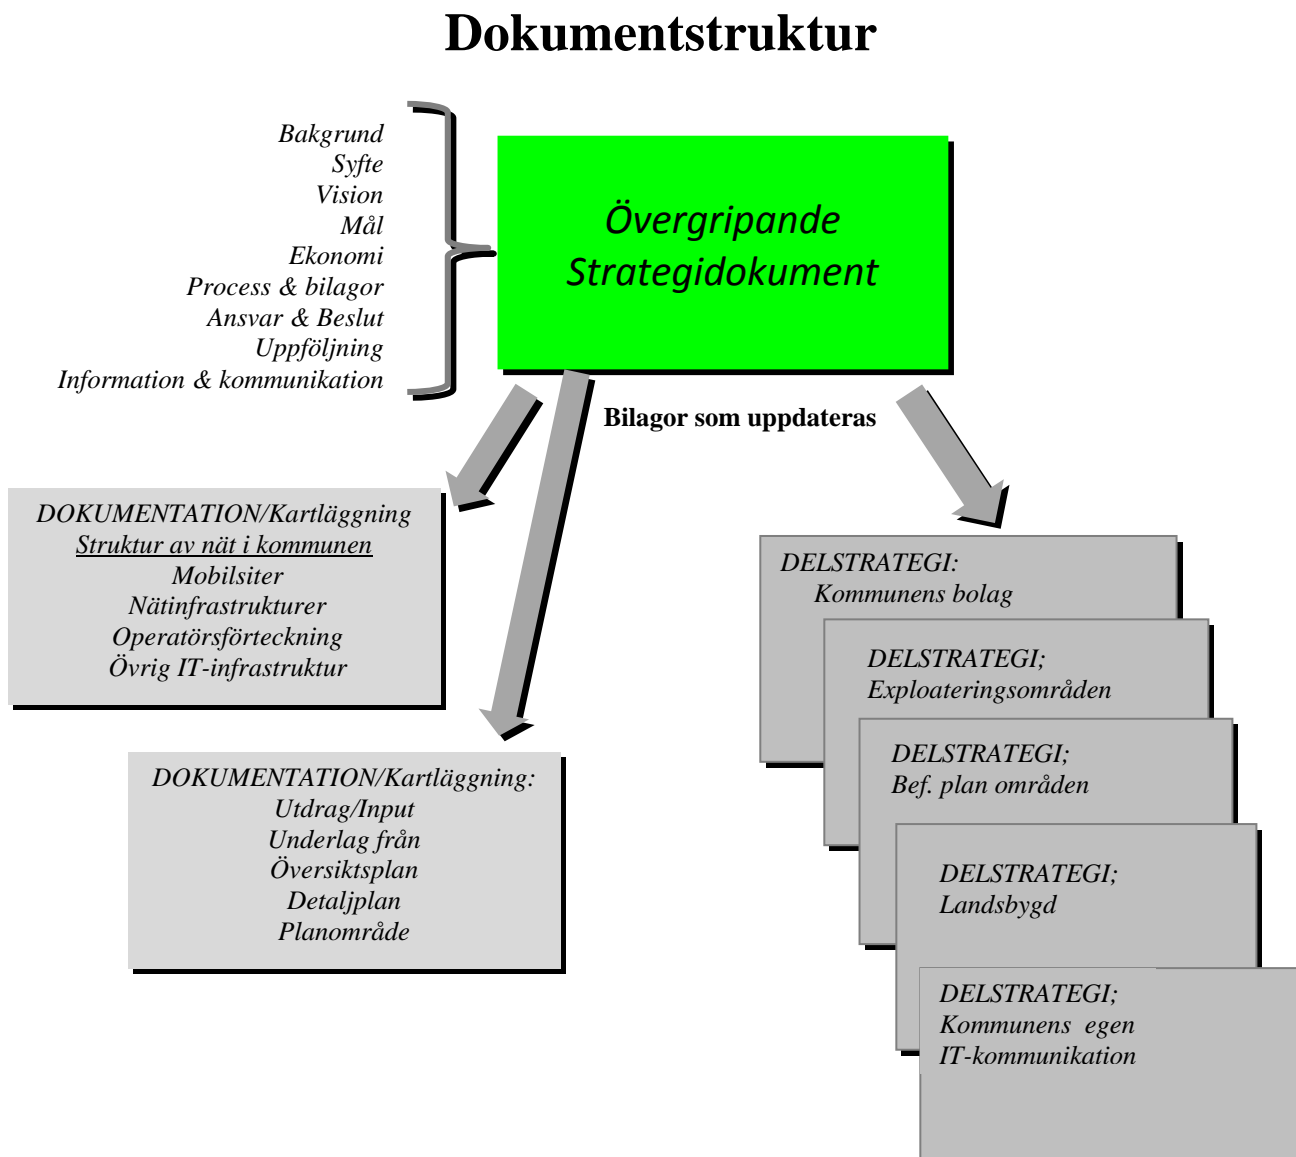 Dokumentstruktur
Bakgrund
Syfte
Vision
Mål
Ekonomi
Process & bilagor
Ansvar & Beslut
Uppföljning
Information & kommunikation
Övergripande
Strategidokument
Bilagor som uppdateras
DOKUMENTATION/Kartläggning
Struktur av nät i kommunen
Mobilsiter
Nätinfrastrukturer
Operatörsförteckning
Övrig IT-infrastruktur
DOKUMENTATION/Kartläggning:
Utdrag/Input
Underlag från
Översiktsplan
Detaljplan
Planområde
DELSTRATEGI:
Kommunens bolag
DELSTRATEGI;
Exploateringsområden
DELSTRATEGI;
Bef. plan områden
DELSTRATEGI;
Landsbygd
DELSTRATEGI;
Kommunens egen
IT-kommunikation